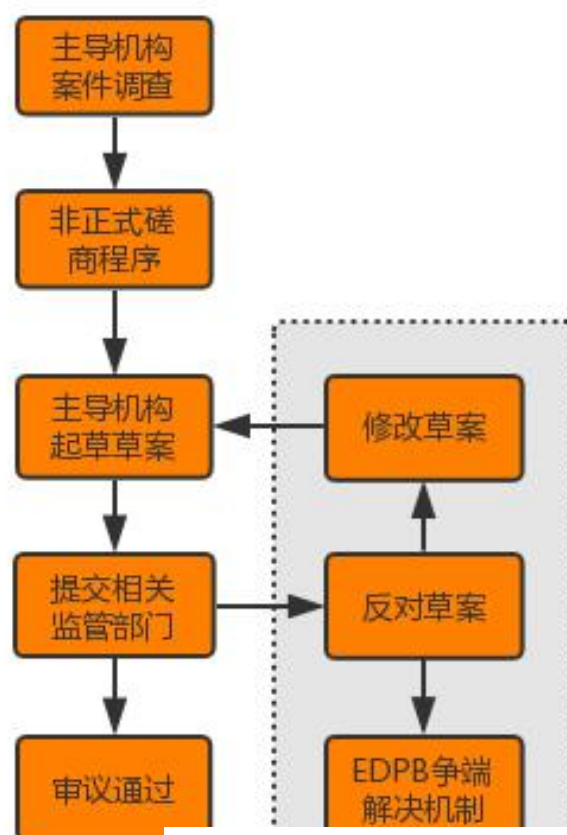 主导机构
案件调查
非正式磋
商程序
主导机构
起草草案
修改草案
提交相关
监管部门
反对草案
审议通过
EDPB争端
解决机制